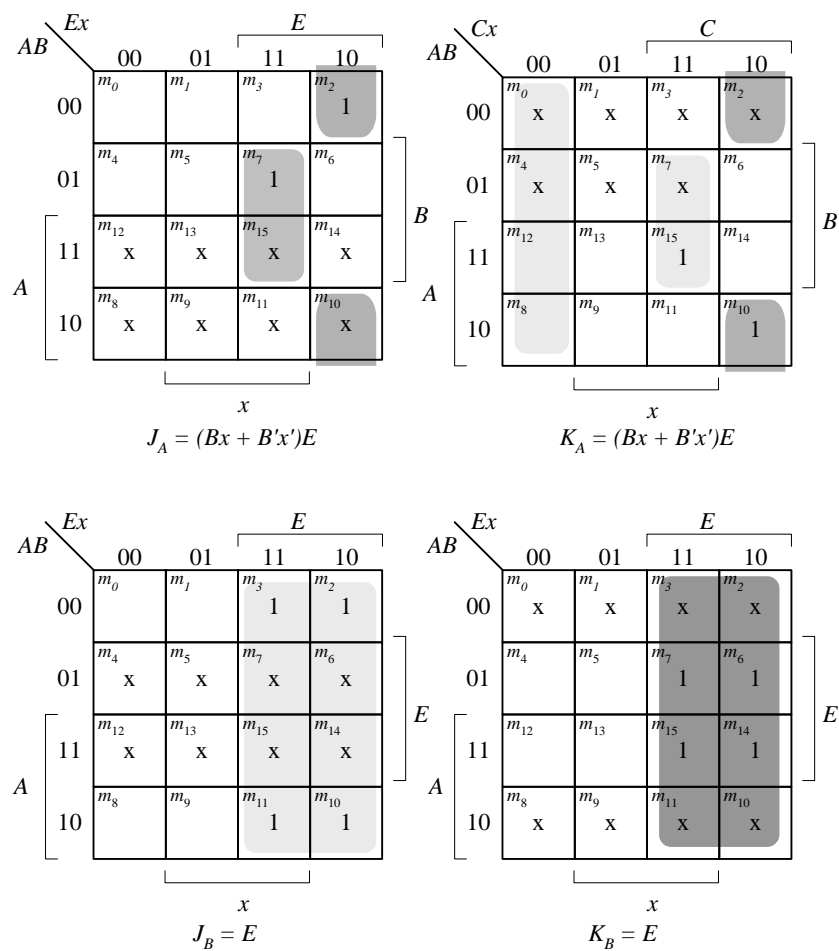 Ex E Cx C
AB 00 01 11 10 AB 00 01 11 10
00 m0 m1 m3 m2 1 00 m0 x m1 x m3 x m2 x
01 m4 m5 m7 1 m6 01 m4 x m5 x m7 x m6
B B
11 m12 x m13 x m15 x m14 x 11 m12 m13 m15 1 m14
A A
10 m8 x m9 x m11 x m10 x 10 m8 m9 m11 m10 1
x x
JA = (Bx + B'x')E KA = (Bx + B'x')E
Ex E Ex E
AB 00 01 11 10 AB 00 01 11 10
00 m0 m1 m3 1 m2 1 00 m0 x m1 x m3 x m2 x
01 m4 x m5 x m7 x m6 x 01 m4 m5 m7 1 m6 1
E E
11 m12 x m13 x m15 x m14 x 11 m12 m13 m15 1 m14 1
A A
10 m8 m9 m11 1 m10 1 10 m8 x m9 x m11 x m10 x
x x
JB = E KB = E